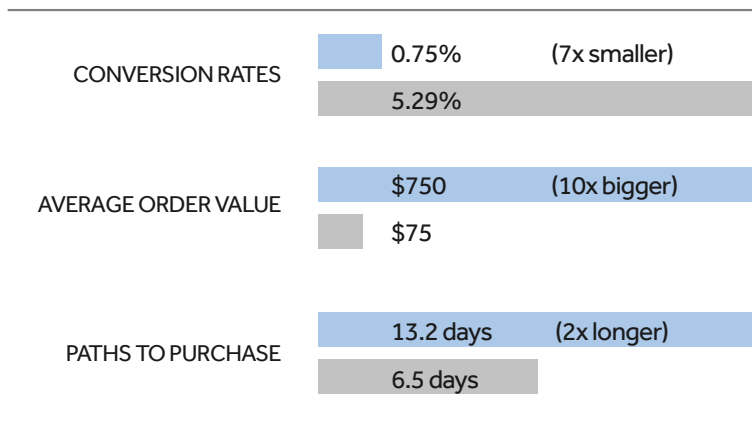 0.75% (7x smaller)
CONVERSION RATES
5.29%
$750 (10x bigger)
AVERAGE ORDER VALUE
$75
13.2 days (2x longer)
PATHS TO PURCHASE
6.5 days